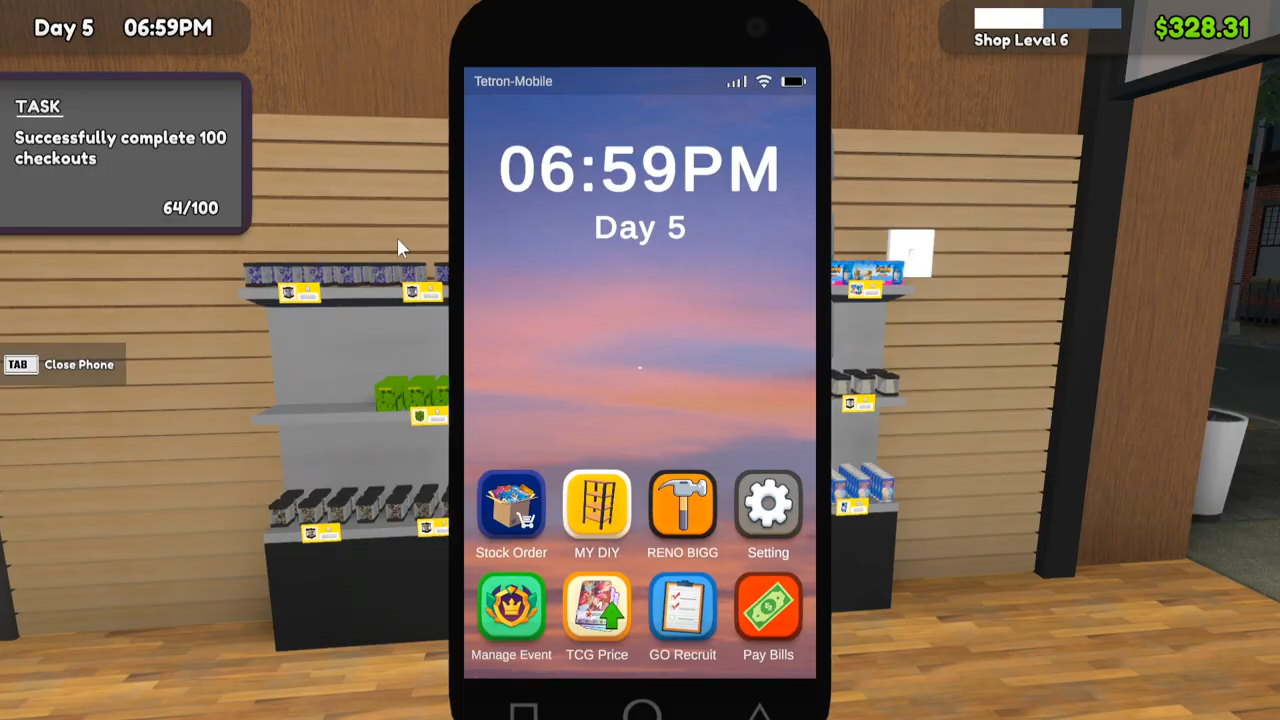 Day 5 06:59PM
Shop Level 6
$328.31
TASK
Successfully complete 100
checkouts
64/100
TAB Close Phone
Tetron-Mobile
06:59PM
Day 5
Stock Order MY DIY RENO BIGG Setting
Manage Event TCG Price GO Recruit Pay Bills